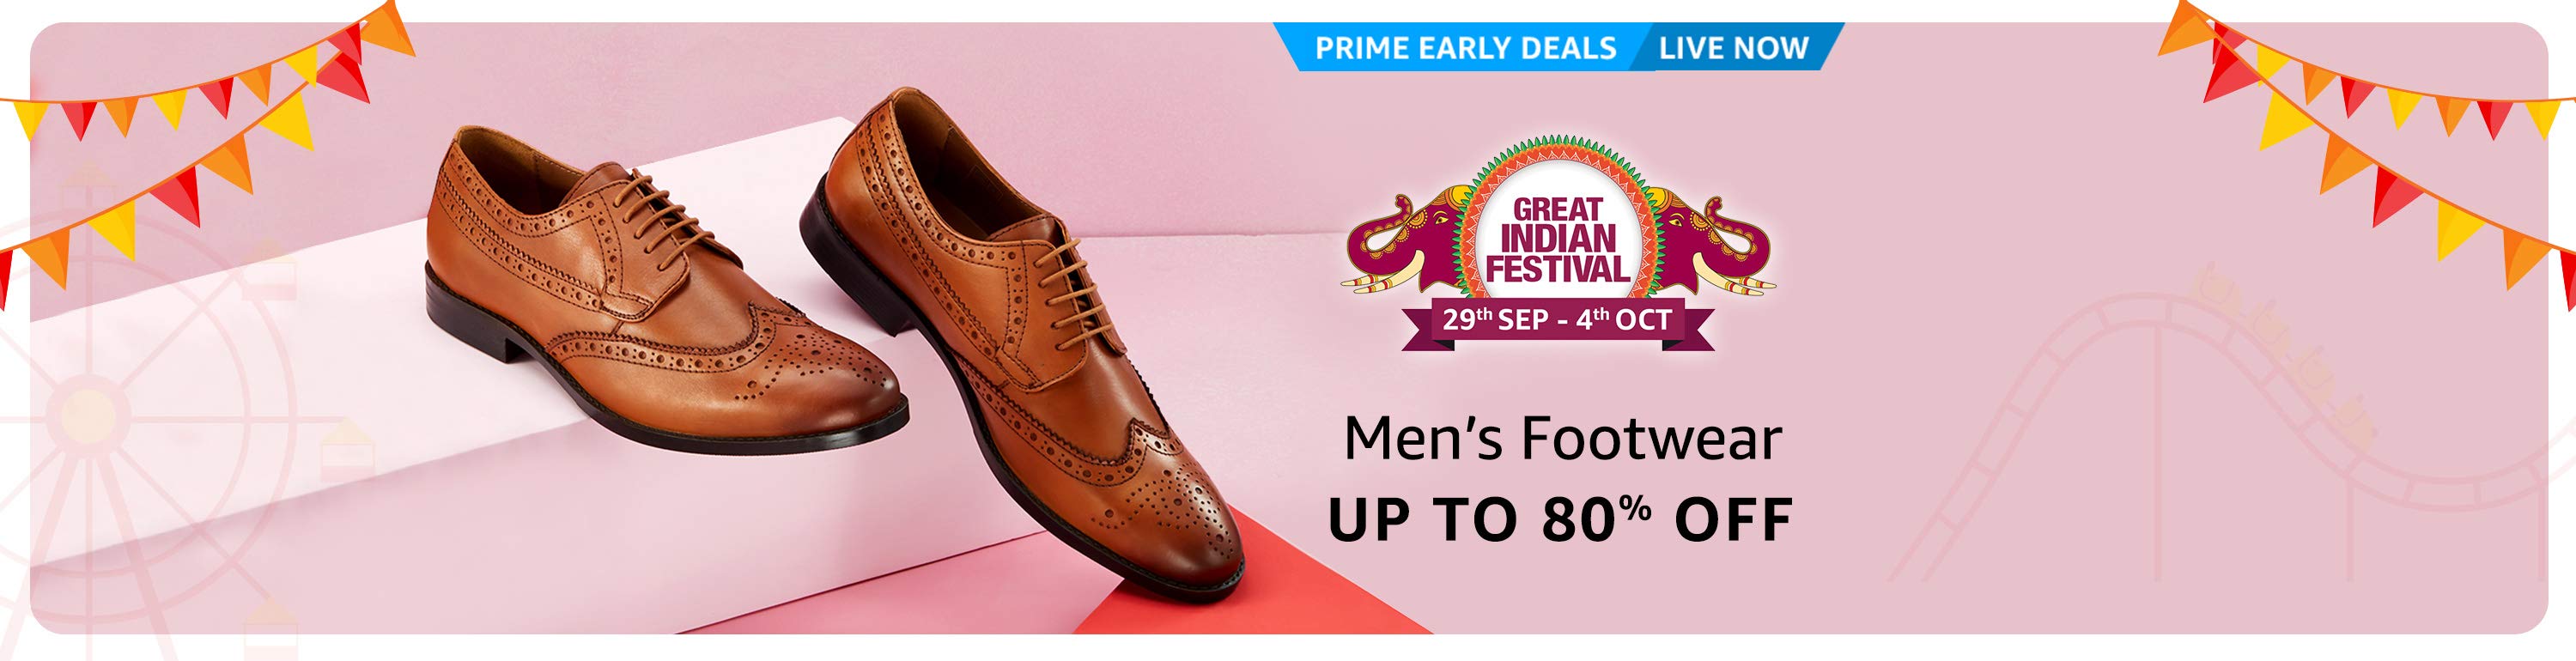 PRIME EARLY DEALS LIVE NOW
GREAT
INDIAN
FESTIVAL
29th SEP - 4th OCT
Men's Footwear
UP TO 80% OFF